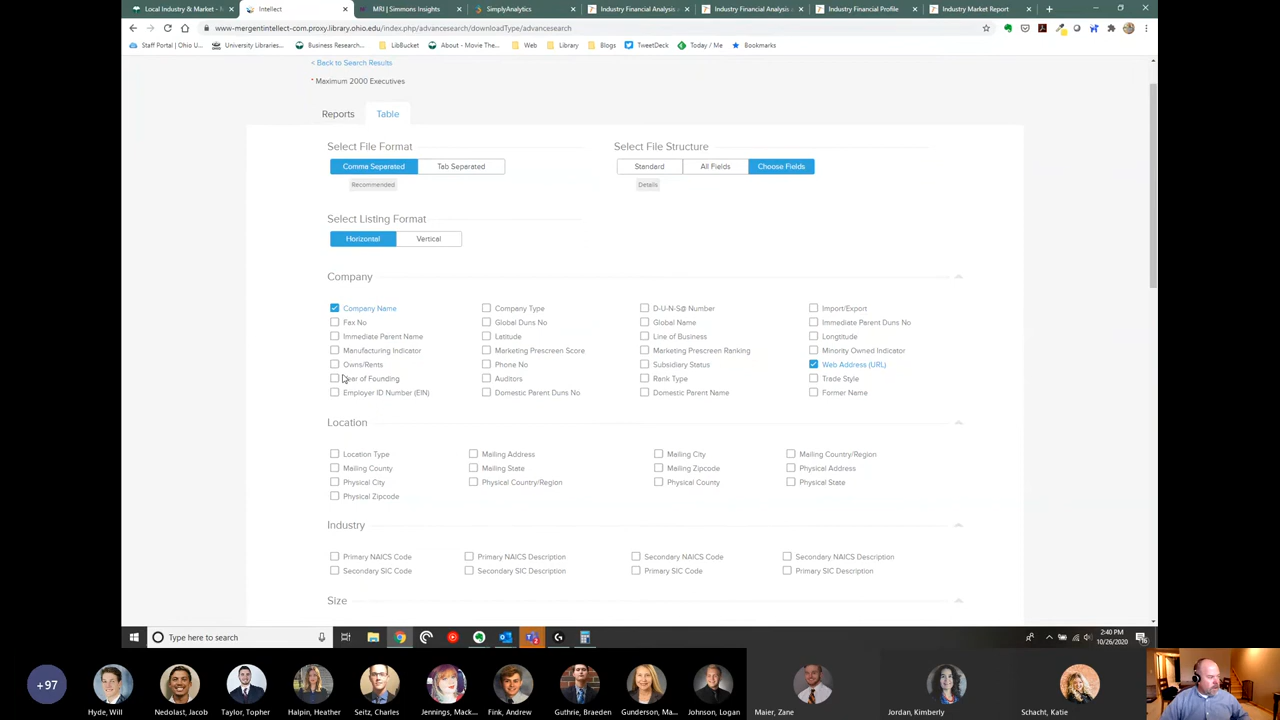 Local Industry & Market - M
Intellect
MRI | Simmons Insights
SimplyAnalytics
Industry Financial Analysis
Industry Financial Analysis
Industry Financial Profile
Industry Market Report
www-mergentintellect-com.proxy.library.ohio.edu/index.php/advancesearch/downloadType/advancesearch
Staff Portal | Ohio U... University Libraries... Business Research... LibBucket About - Movie The... Web Library Blogs TweetDeck Today / Me Bookmarks
< Back to Search Results
* Maximum 2000 Executives
Reports Table
Select File Format Select File Structure
Comma Separated Tab Separated Standard All Fields Choose Fields
Recommended Details
Select Listing Format
Horizontal Vertical
Company
Company Name Company Type D-U-N-S@ Number Import/Export
Fax No Global Duns No Global Name Immediate Parent Duns No
Immediate Parent Name Latitude Line of Business Longtitude
Manufacturing Indicator Marketing Prescreen Score Marketing Prescreen Ranking Minority Owned Indicator
Owns/Rents Phone No Subsidiary Status Web Address (URL)
Year of Founding Auditors Rank Type Trade Style
Employer ID Number (EIN) Domestic Parent Duns No Domestic Parent Name Former Name
Location
Location Type Mailing Address Mailing City Mailing Country/Region
Mailing County Mailing State Mailing Zipcode Physical Address
Physical City Physical Country/Region Physical County Physical State
Physical Zipcode
Industry
Primary NAICS Code Primary NAICS Description Secondary NAICS Code Secondary NAICS Description
Secondary SIC Code Secondary SIC Description Primary SIC Code Primary SIC Description
Size
Type here to search
2:40 PM
10/26/2020
+97
Hyde, Will Nedolast, Jacob Taylor, Topher Halpin, Heather Seitz, Charles Jennings, Mack... Fink, Andrew Guthrie, Braeden Gunderson, Ma... Johnson, Logan Maier, Zane Jordan, Kimberly Schacht, Katie